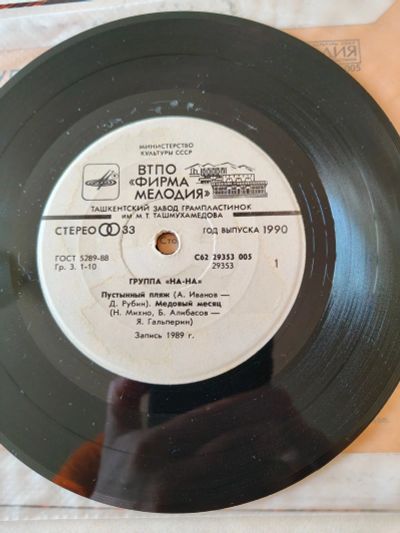 МИНИСТЕРСТВО
КУЛЬТУРЫ СССР
ВТПО
«ФИРМА
МЕЛОДИЯ»
ТАШКЕНТСКИЙ ЗАВОД ГРАМПЛАСТИНОК
ИМ М. Т. ТАШМУХАМЕДОВА
СТЕРЕО 33 ГОД ВЫПУСКА 1990
ГОСТ 5289-88 С62 29353 005
Гр. 3. 1-10 29353 1
ГРУППА «НА-НА»
Пустынный пляж (А. Иванов —
Д. Рубин). Медовый месяц
(Н. Михно, Б. Алибасов —
Я. Гальперин)
Запись 1989 г.